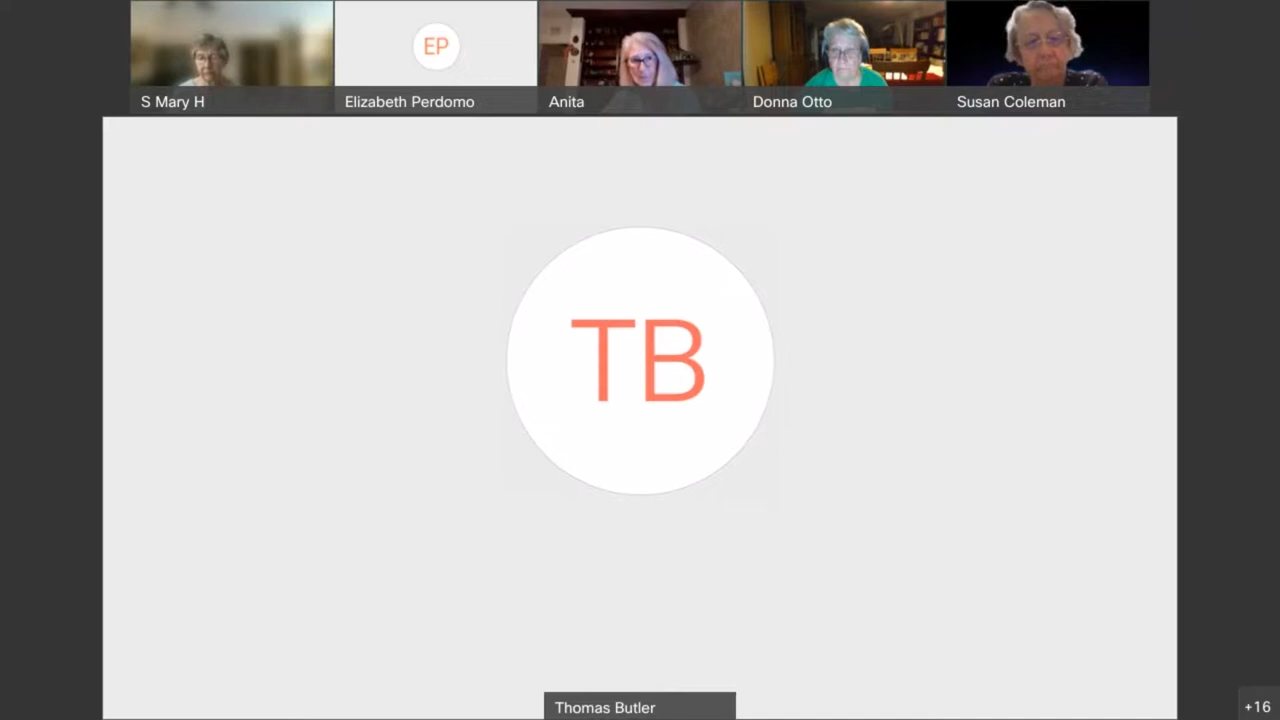 EP
S Mary H
Elizabeth Perdomo
Anita
Donna Otto
Susan Coleman
TB
Thomas Butler
+16